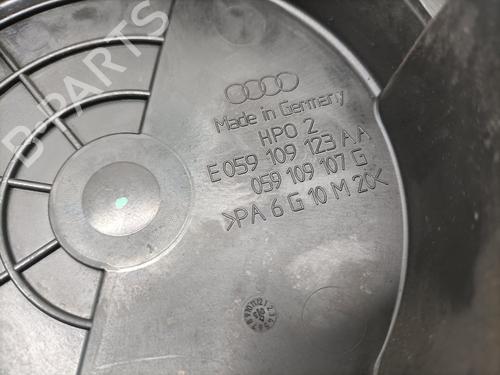 B-PARTS
Made in Germany
HPO 2
E 059 109 123 AA
059 109 107 G
>PA 6 G 10 M 20<